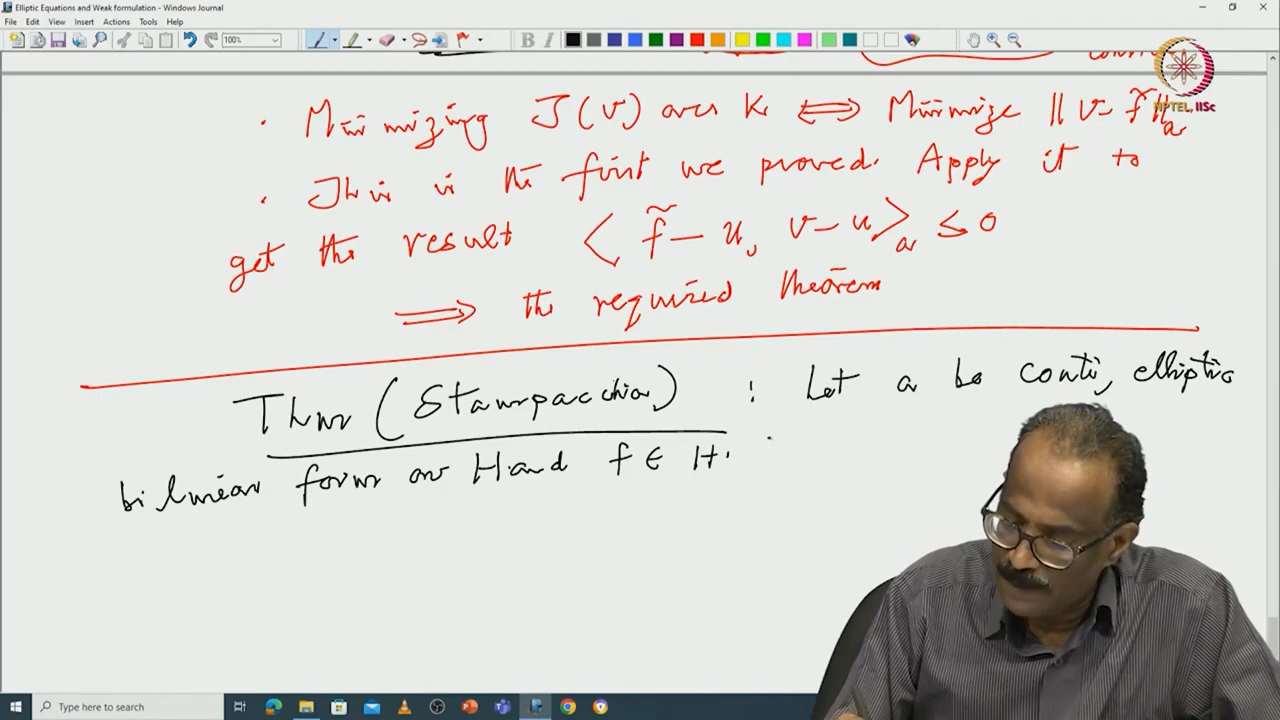 Elliptic Equations and Weak formulation - Windows Journal
File Edit View Insert Actions Tools Help
100%
NPTEL, IISc
· Minimizing J(v) over K ⟺ Minimize ‖v - f̃‖ₐ
· This is the first we proved. Apply it to
get the result ⟨f̃ - u, v - u⟩ₐ ≤ 0
⟹ the required theorem
Thm (Stampacchia) : Let a be conti, elliptic
bilinear form on H and f ∈ H.
Type here to search